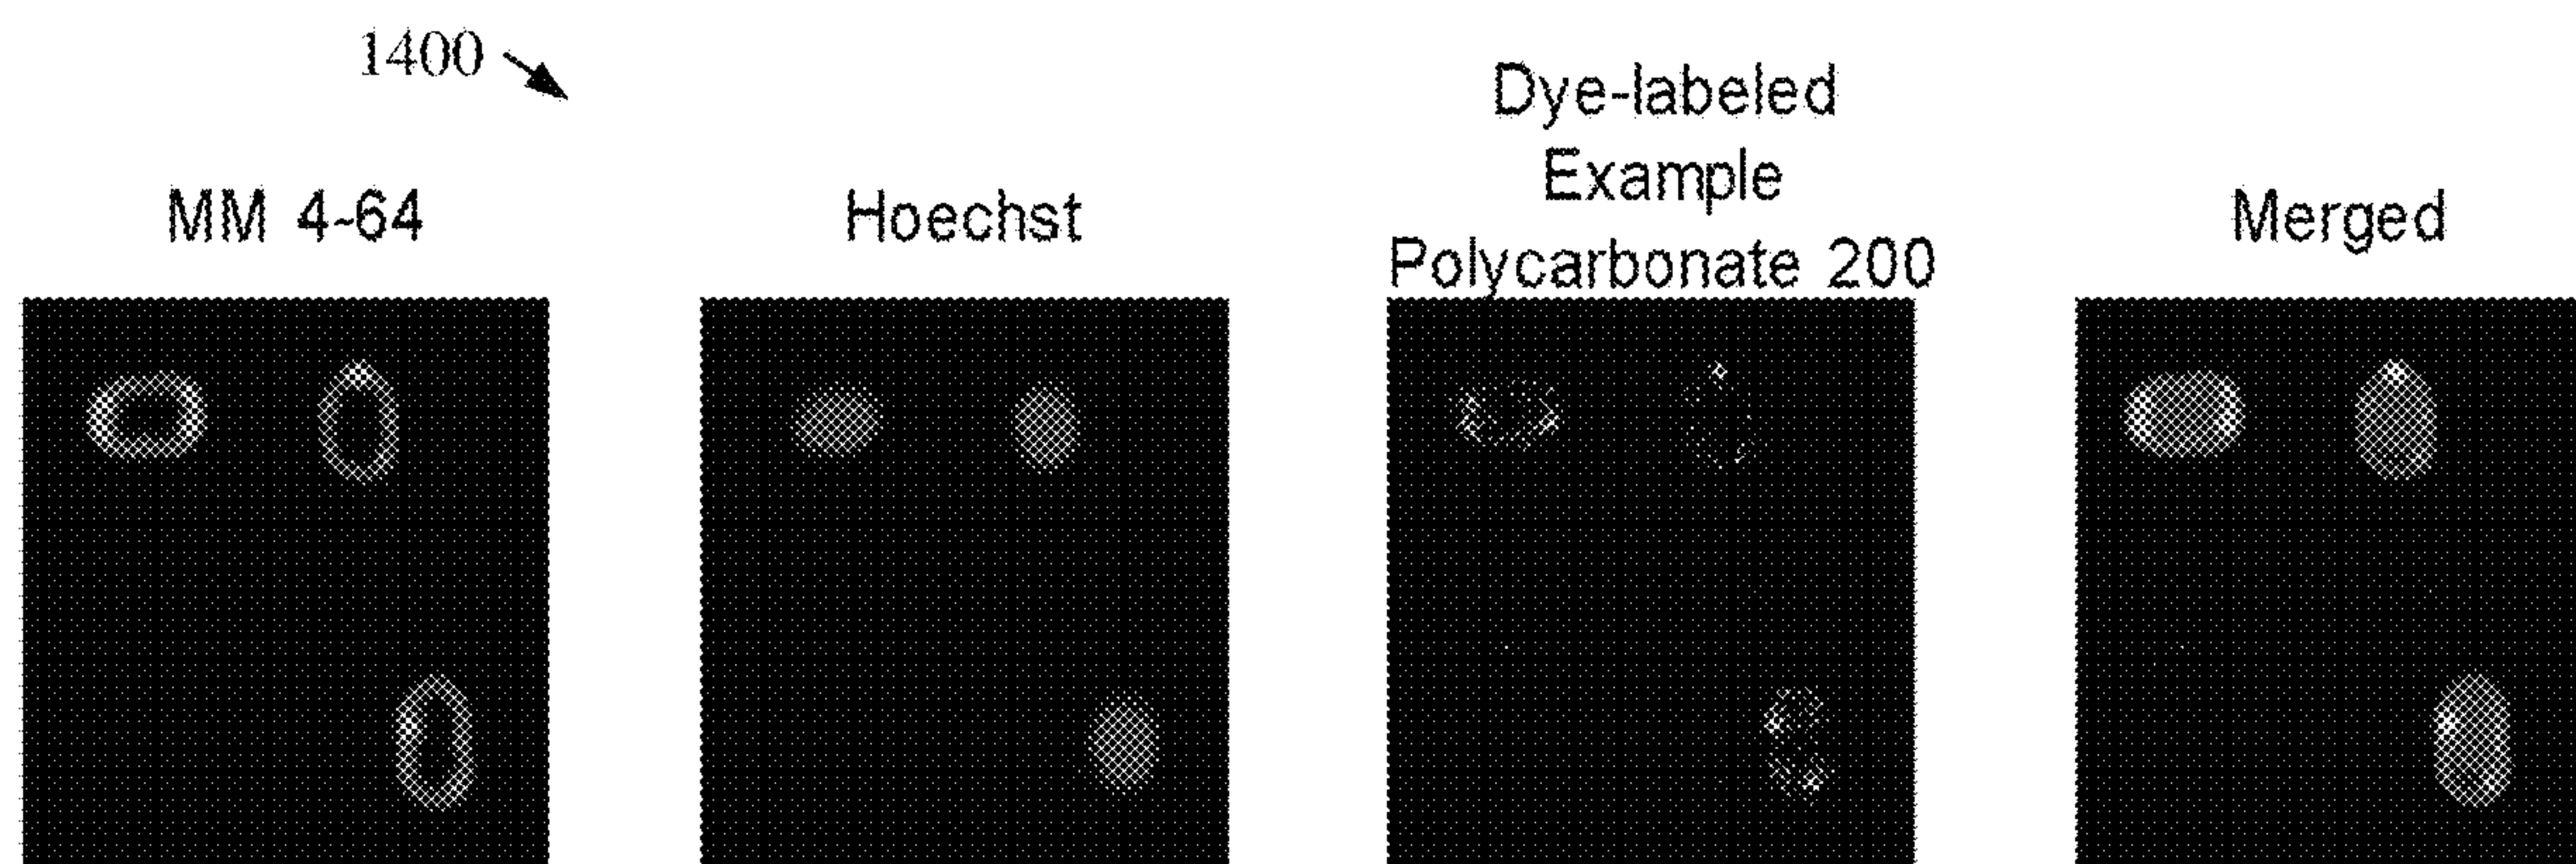 1400
MM 4-64
Hoechst
Dye-labeled
Example
Polycarbonate 200
Merged